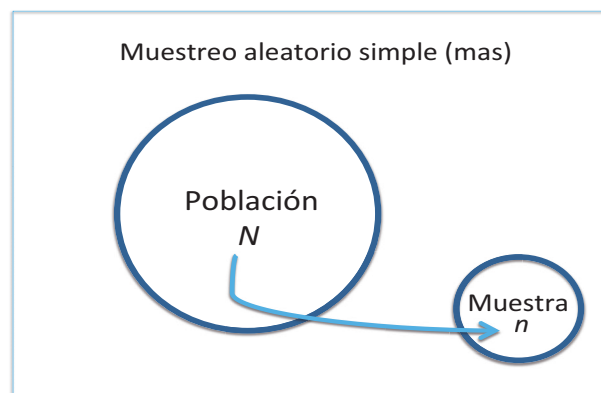 Muestreo aleatorio simple (mas)
Población
N
Muestra
n